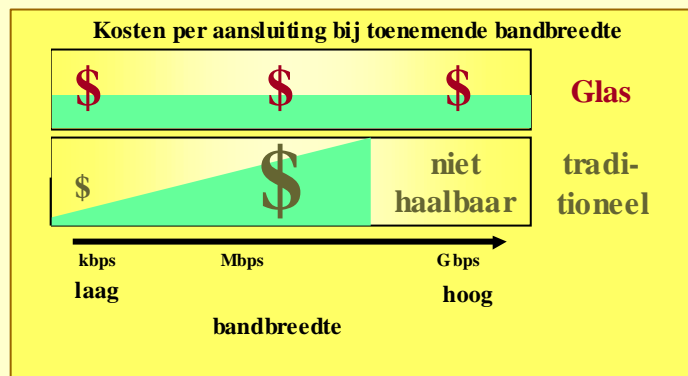 Kosten per aansluiting bij toenemende bandbreedte
$ $ $ Glas
$ $ niet haalbaar tradi-
tioneel
kbps Mbps Gbps
laag hoog
bandbreedte